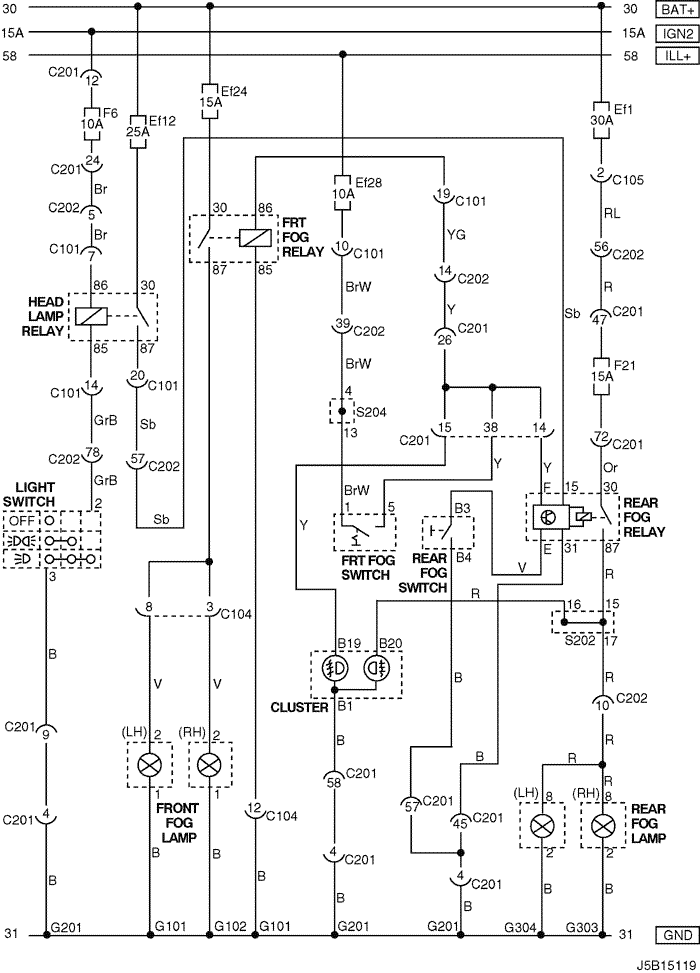 30 30 BAT+
15A 15A IGN2
58 58 ILL+
C201 12
Ef24
15A
Ef1
30A
F6
10A
Ef12
25A
24
C201
Br
Ef28
10A
2
C105
19
C101
C202
5
RL
30 86
Br
FRT
FOG
RELAY
YG
C101
7
10
C101
56
C202
87 85
14
C202
86 30
BrW
R
HEAD
LAMP
RELAY
Y
Sb
C201
47
39
C202
C201
26
85 87
F21
15A
BrW
20
C101
14
C101
4
S204
13
GrB
Sb
15 38 14
C201
72
C201
78
C202
57
C202
Y Y
Or
LIGHT
SWITCH
GrB
2
BrW
F 15 30
OFF
1 5
B3
REAR
FOG
RELAY
Sb
Y
FRT FOG
SWITCH
REAR
FOG
SWITCH
B4
E 31 87
V
3
R
R
8 3
C104
16 15
S202 17
B
B19 B20
V V
B
R
CLUSTER
B1
C202
10
C201
9
(LH) 2 (RH) 2
B
B
R
R
58
C201
1 1
R
FRONT
FOG
LAMP
57
C201
(LH) 8 (RH) 8
REAR
FOG
LAMP
C201
4
12
C104
45
C201
2 2
B B
4
C201
B
4
C201
B
B
B
B B
31 G201 G101 G102 G101 G201 G201 G304 G303 31 GND
J5B15119